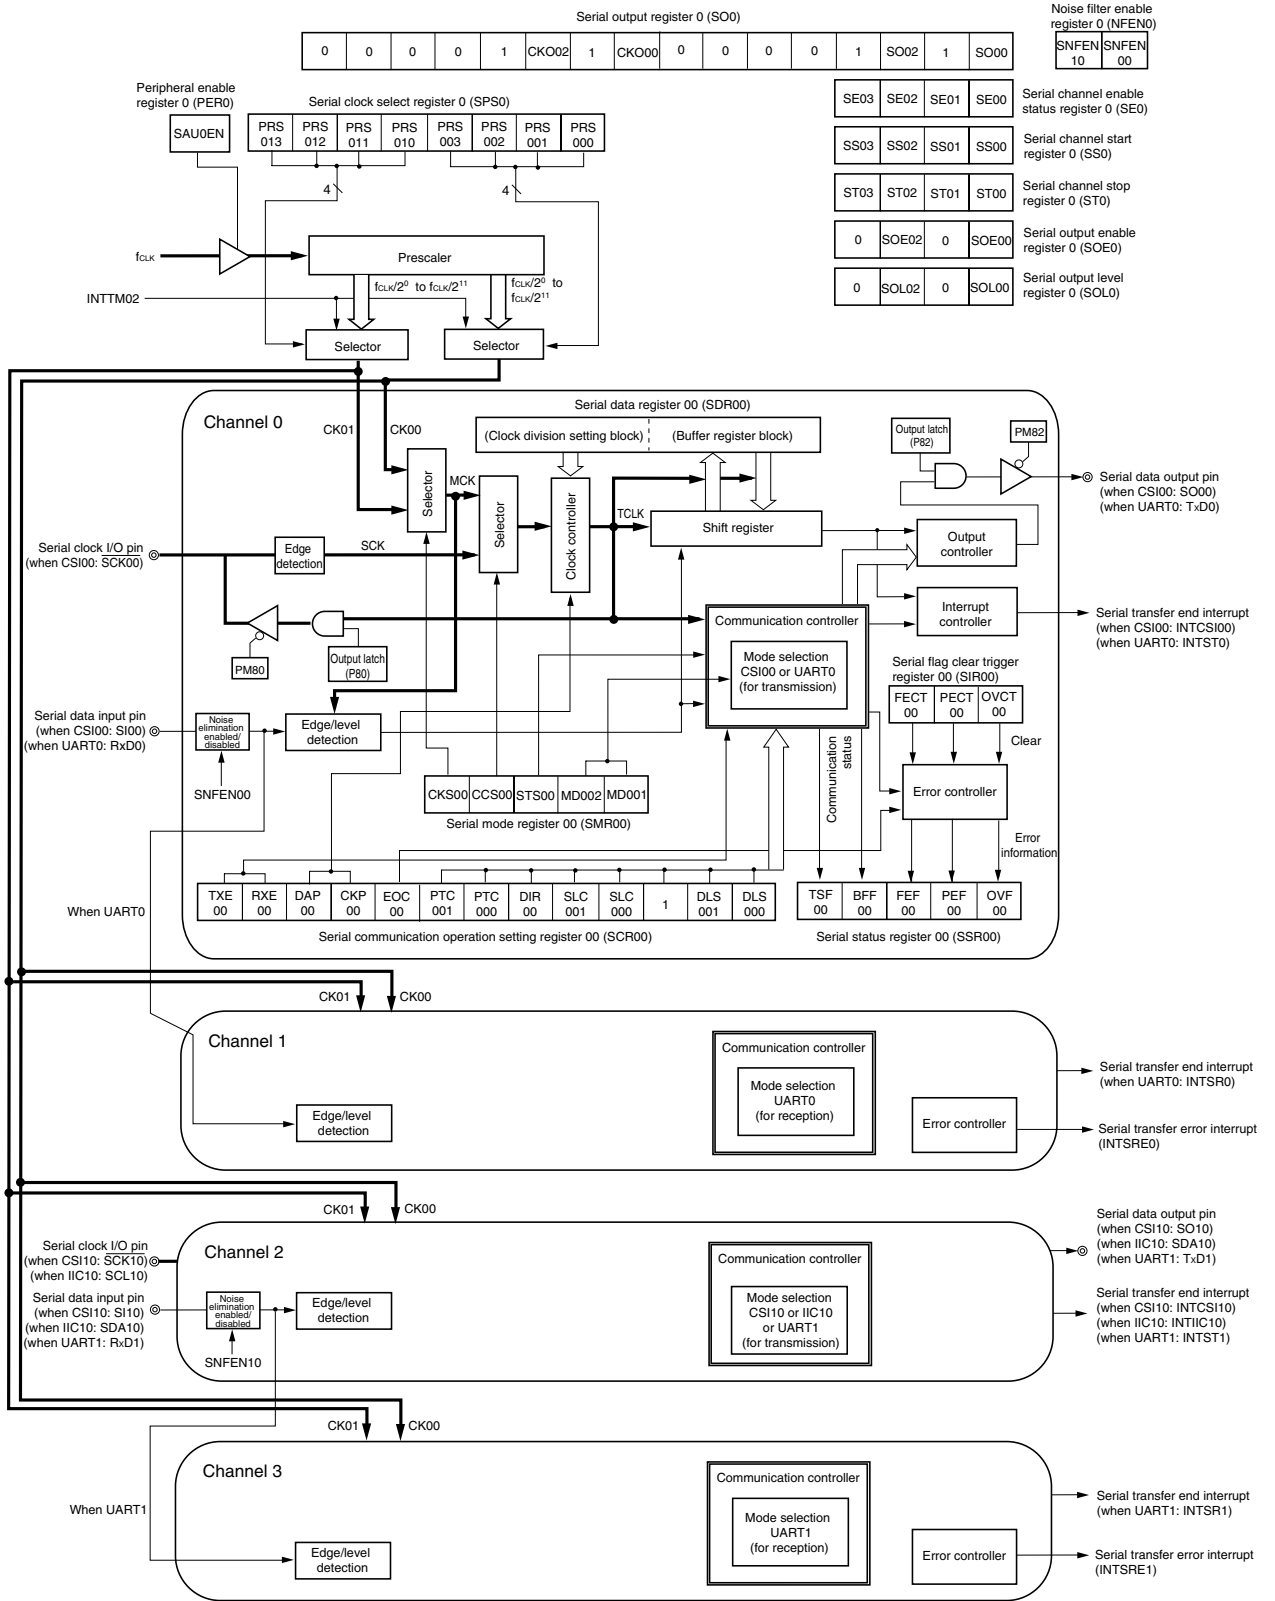 Serial output register 0 (SO0)
0 0 0 0 1 CKO02 1 CKO00 0 0 0 0 1 SO02 1 SO00
Noise filter enable
register 0 (NFEN0)
SNFEN
10
SNFEN
00
Peripheral enable
register 0 (PER0)
SAU0EN
Serial clock select register 0 (SPS0)
PRS
013
PRS
012
PRS
011
PRS
010
PRS
003
PRS
002
PRS
001
PRS
000
4
4
SE03 SE02 SE01 SE00
Serial channel enable
status register 0 (SE0)
SS03 SS02 SS01 SS00
Serial channel start
register 0 (SS0)
ST03 ST02 ST01 ST00
Serial channel stop
register 0 (ST0)
0 SOE02 0 SOE00
Serial output enable
register 0 (SOE0)
0 SOL02 0 SOL00
Serial output level
register 0 (SOL0)
fCLK
Prescaler
fCLK/2⁰ to fCLK/2¹¹
fCLK/2⁰ to
fCLK/2¹¹
INTTM02
Selector
Selector
Channel 0
CK01
CK00
Serial data register 00 (SDR00)
(Clock division setting block)
(Buffer register block)
Output latch
(P82)
PM82
Serial data output pin
(when CSI00: SO00)
(when UART0: TxD0)
Selector
MCK
Selector
Clock controller
TCLK
Shift register
Output
controller
Serial clock I/O pin
(when CSI00: SCK00)
Edge
detection
SCK
Interrupt
controller
Serial transfer end interrupt
(when CSI00: INTCSI00)
(when UART0: INTST0)
Communication controller
Mode selection
CSI00 or UART0
(for transmission)
PM80
Output latch
(P80)
Serial flag clear trigger
register 00 (SIR00)
FECT
00
PECT
00
OVCT
00
Clear
Serial data input pin
(when CSI00: SI00)
(when UART0: RxD0)
Noise
elimination
enabled/
disabled
SNFEN00
Edge/level
detection
Communication
status
Error controller
Error
information
CKS00 CCS00 STS00 MD002 MD001
Serial mode register 00 (SMR00)
When UART0
TXE
00
RXE
00
DAP
00
CKP
00
EOC
00
PTC
001
PTC
000
DIR
00
SLC
001
SLC
000
1
DLS
001
DLS
000
Serial communication operation setting register 00 (SCR00)
TSF
00
BFF
00
FEF
00
PEF
00
OVF
00
Serial status register 00 (SSR00)
CK01
CK00
Channel 1
Communication controller
Mode selection
UART0
(for reception)
Edge/level
detection
Error controller
Serial transfer end interrupt
(when UART0: INTSR0)
Serial transfer error interrupt
(INTSRE0)
CK01
CK00
Channel 2
Serial clock I/O pin
(when CSI10: SCK10)
(when IIC10: SCL10)
Serial data input pin
(when CSI10: SI10)
(when IIC10: SDA10)
(when UART1: RxD1)
Noise
elimination
enabled/
disabled
SNFEN10
Edge/level
detection
Communication controller
Mode selection
CSI10 or IIC10
or UART1
(for transmission)
Serial data output pin
(when CSI10: SO10)
(when IIC10: SDA10)
(when UART1: TxD1)
Serial transfer end interrupt
(when CSI10: INTCSI10)
(when IIC10: INTIIC10)
(when UART1: INTST1)
CK01
CK00
Channel 3
When UART1
Communication controller
Mode selection
UART1
(for reception)
Edge/level
detection
Error controller
Serial transfer end interrupt
(when UART1: INTSR1)
Serial transfer error interrupt
(INTSRE1)